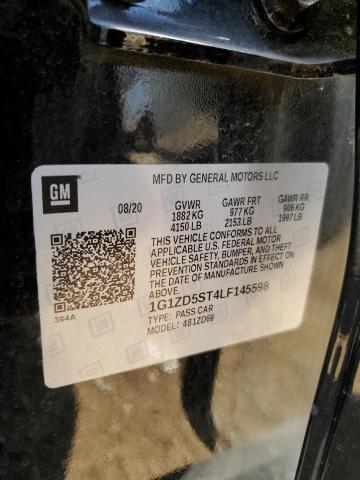 GM
MFD BY GENERAL MOTORS LLC
08/20 GVWR GAWR FRT GAWR RR
1882 KG 977 KG 906 KG
4150 LB 2153 LB 1997 LB
THIS VEHICLE CONFORMS TO ALL
APPLICABLE U.S. FEDERAL MOTOR
VEHICLE SAFETY, BUMPER, AND THEFT
PREVENTION STANDARDS IN EFFECT ON
THE DATE OF MANUFACTURE SHOWN
ABOVE.
1G1ZD5ST4LF145598
TYPE: PASS CAR
MODEL: 481ZD69
384A